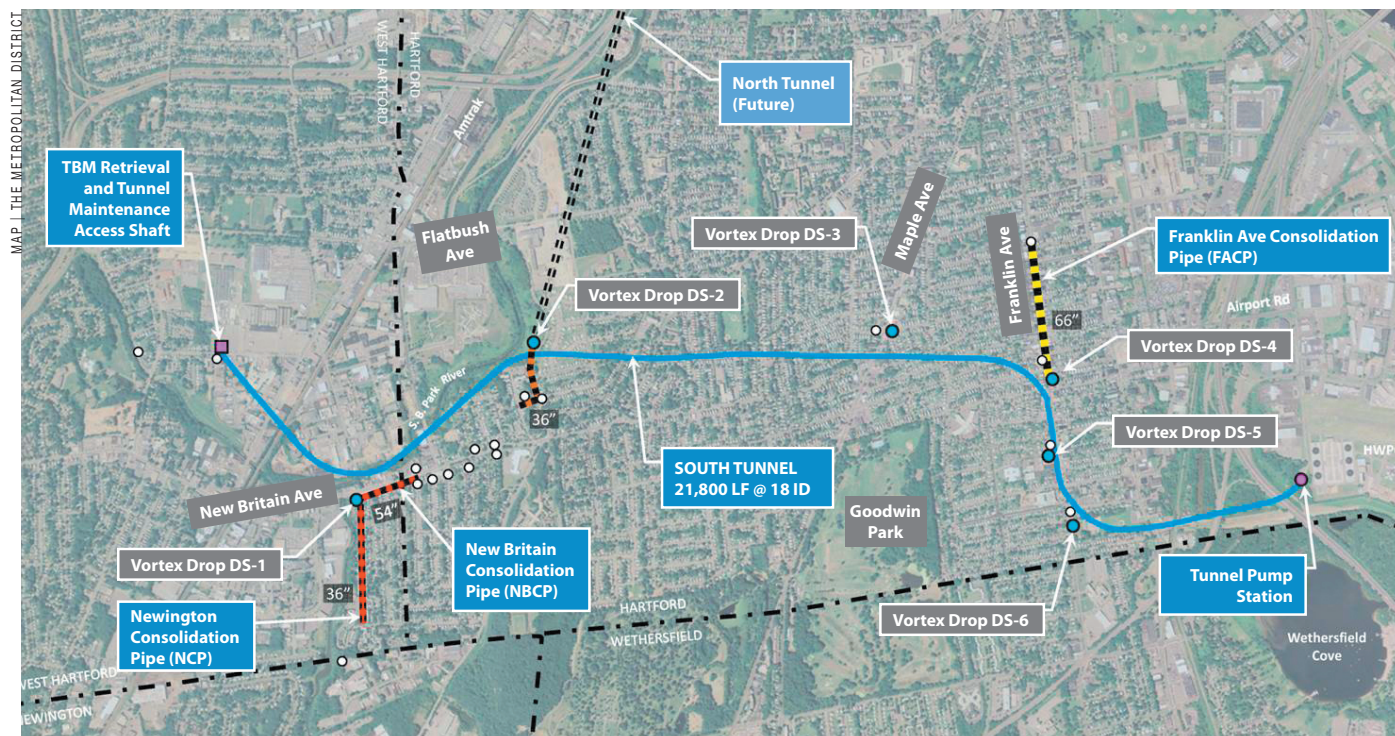 MAP | THE METROPOLITAN DISTRICT
WEST HARTFORD
HARTFORD
Amtrak
North Tunnel
(Future)
TBM Retrieval
and Tunnel
Maintenance
Access Shaft
Flatbush
Ave
Vortex Drop DS-3
Maple Ave
Franklin Ave
Franklin Ave Consolidation
Pipe (FACP)
Airport Rd
66”
Vortex Drop DS-2
Vortex Drop DS-4
S. B. Park River
36”
Vortex Drop DS-5
SOUTH TUNNEL
21,800 LF @ 18 ID
HWPC
New Britain Ave
54”
Goodwin
Park
Vortex Drop DS-1
New Britain
Consolidation
Pipe (NBCP)
36”
Tunnel Pump
Station
Newington
Consolidation
Pipe (NCP)
HARTFORD
WETHERSFIELD
Vortex Drop DS-6
Wethersfield
Cove
WEST HARTFORD
NEWINGTON